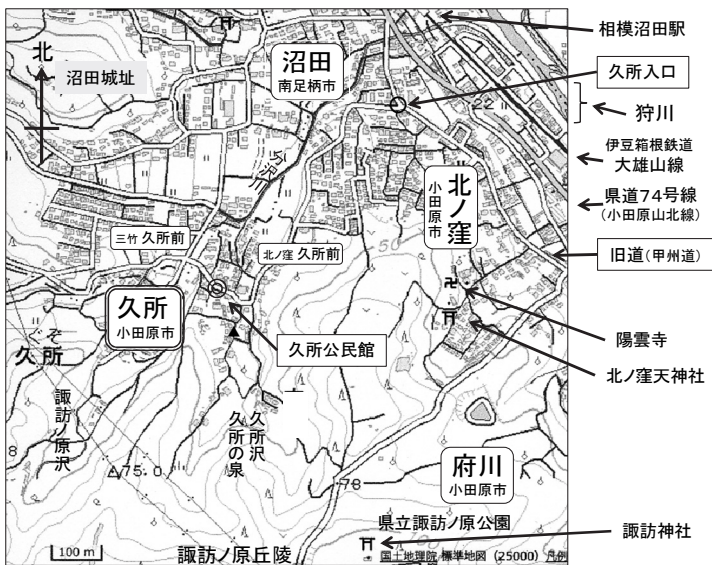 相模沼田駅
北
沼田城址
沼田
南足柄市
久所入口
22
狩川
分沢川
伊豆箱根鉄道
大雄山線
北ノ窪
小田原市
県道74号線
(小田原山北線)
三竹 久所前
北ノ窪 久所前
50
旧道(甲州道)
久所
小田原市
久所公民館
陽雲寺
ぐぞ
久所
北ノ窪天神社
諏訪ノ原沢
久所の泉
久所沢
8
75.0
78
府川
小田原市
県立諏訪ノ原公園
諏訪神社
100
100 m
諏訪ノ原丘陵
国土地理院 標準地図 (25000) 凡例